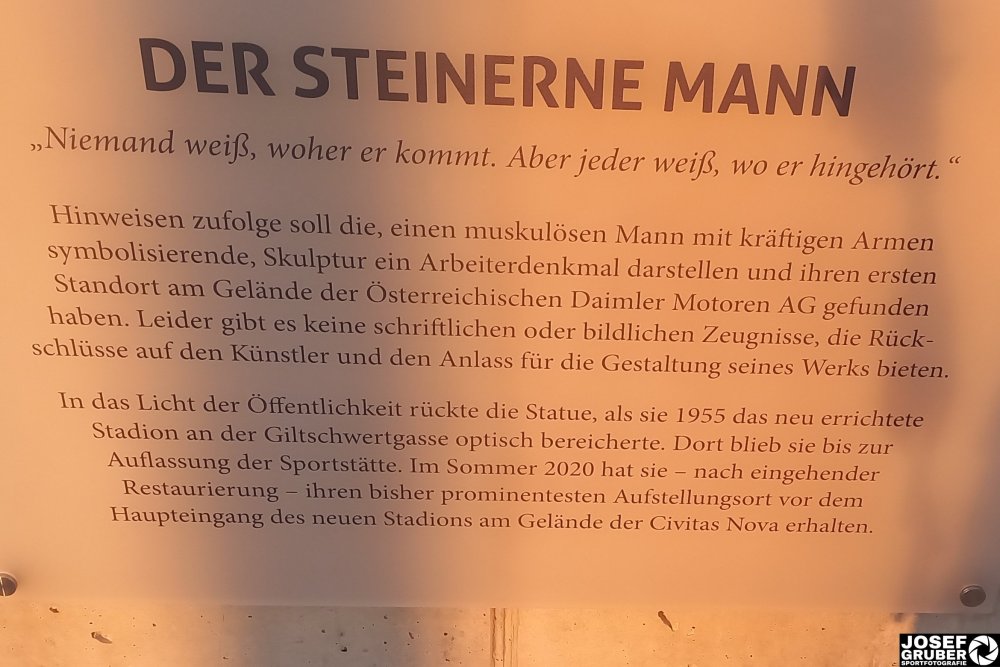 DER STEINERNE MANN
„Niemand weiß, woher er kommt. Aber jeder weiß, wo er hingehört.“
Hinweisen zufolge soll die, einen muskulösen Mann mit kräftigen Armen
symbolisierende, Skulptur ein Arbeiterdenkmal darstellen und ihren ersten
Standort am Gelände der Österreichischen Daimler Motoren AG gefunden
haben. Leider gibt es keine schriftlichen oder bildlichen Zeugnisse, die Rück-
schlüsse auf den Künstler und den Anlass für die Gestaltung seines Werks bieten.
In das Licht der Öffentlichkeit rückte die Statue, als sie 1955 das neu errichtete
Stadion an der Giltschwertgasse optisch bereicherte. Dort blieb sie bis zur
Auflassung der Sportstätte. Im Sommer 2020 hat sie – nach eingehender
Restaurierung – ihren bisher prominentesten Aufstellungsort vor dem
Haupteingang des neuen Stadions am Gelände der Civitas Nova erhalten.
JOSEF
GRUBER
SPORTFOTOGRAFIE